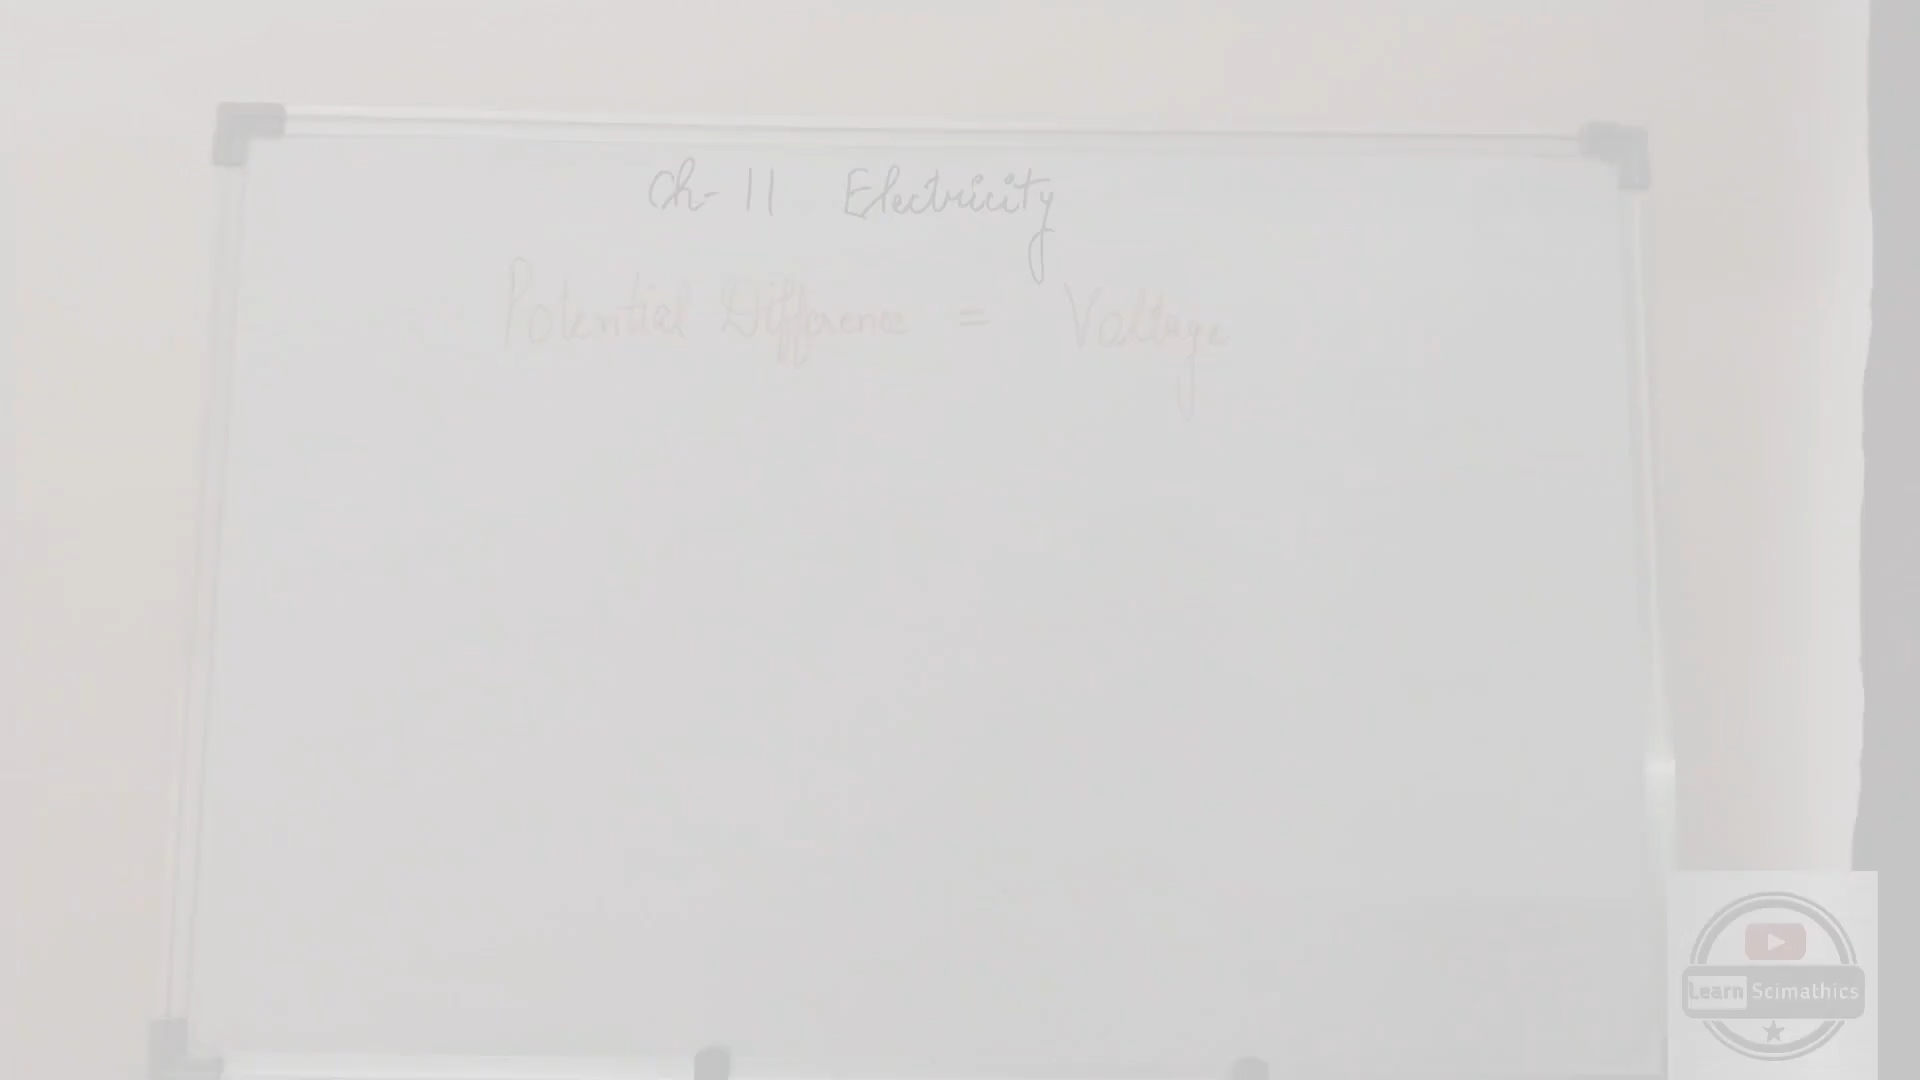 Ch- 11 Electricity
Potential Difference = Voltage
Learn Scimathics